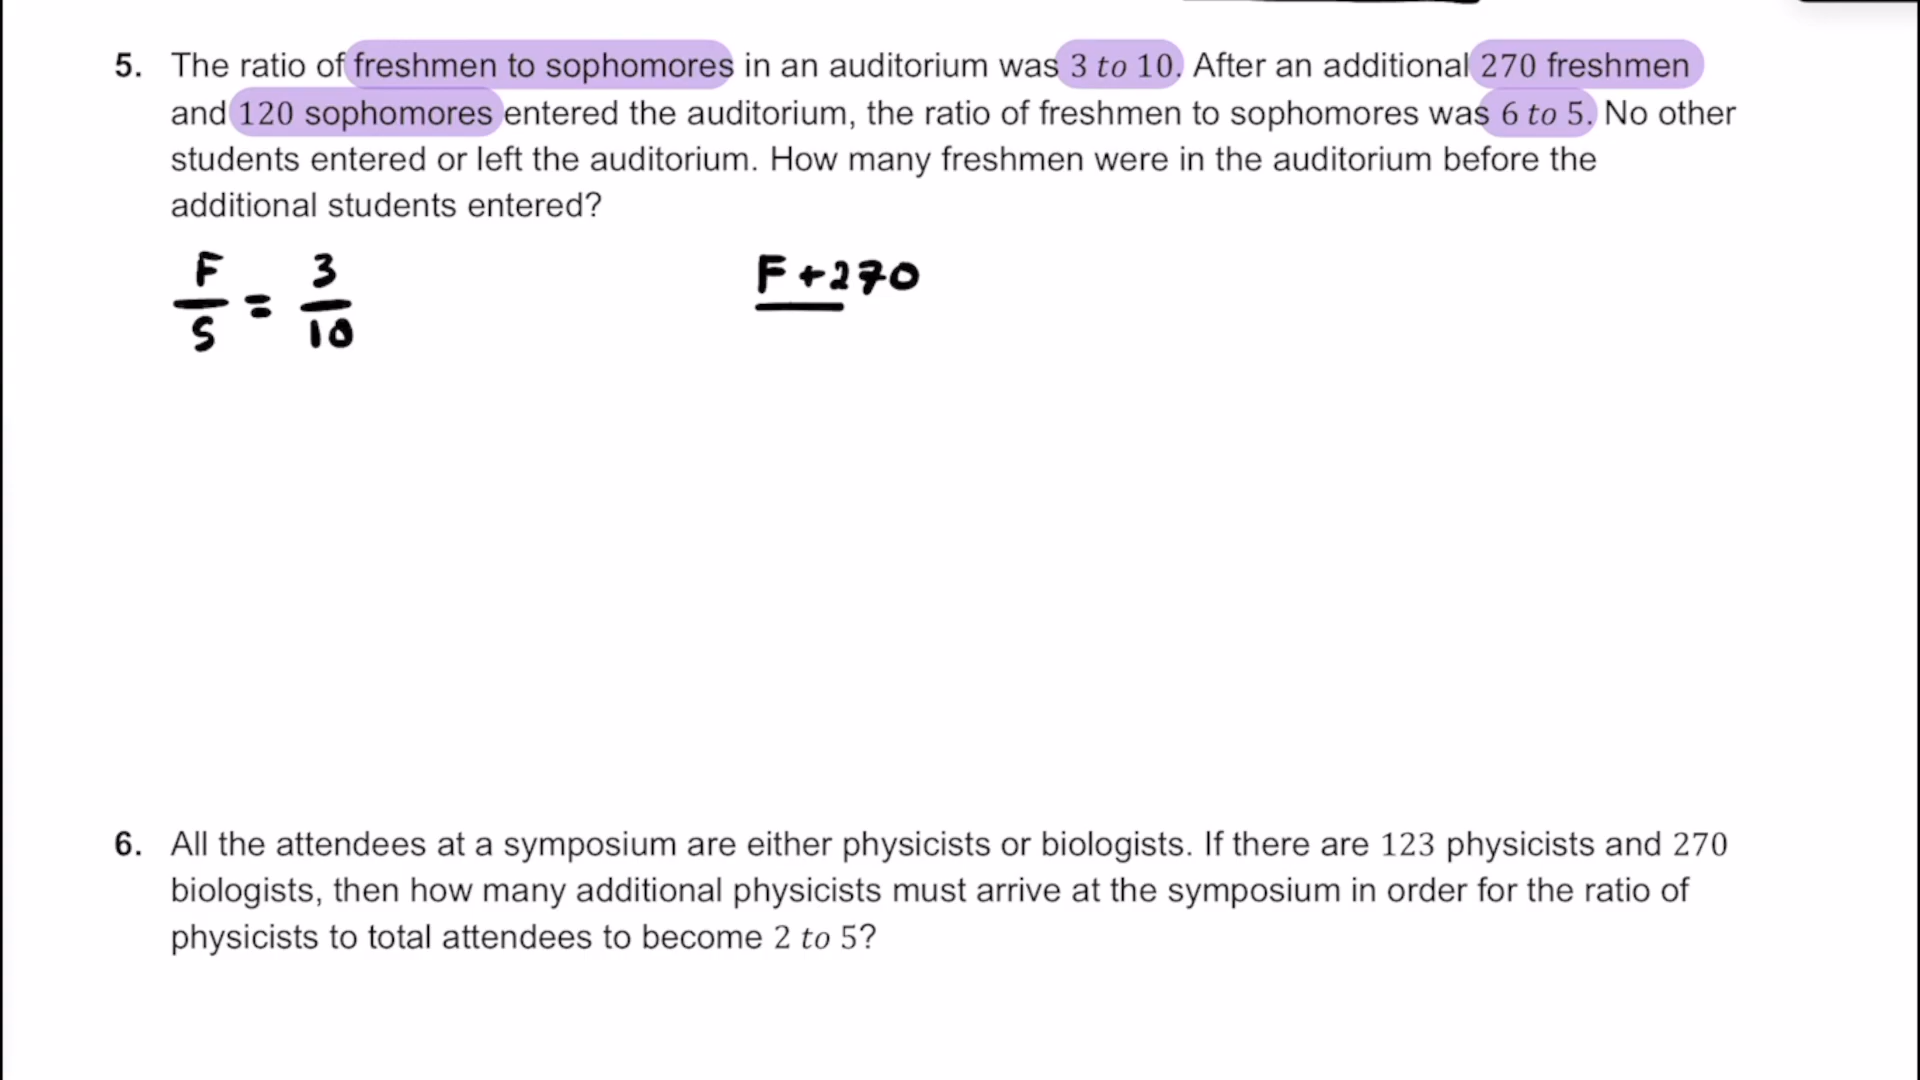 5. The ratio of freshmen to sophomores in an auditorium was 3 to 10. After an additional 270 freshmen
and 120 sophomores entered the auditorium, the ratio of freshmen to sophomores was 6 to 5. No other
students entered or left the auditorium. How many freshmen were in the auditorium before the
additional students entered?
F/S = 3/10
F + 270
6. All the attendees at a symposium are either physicists or biologists. If there are 123 physicists and 270
biologists, then how many additional physicists must arrive at the symposium in order for the ratio of
physicists to total attendees to become 2 to 5?